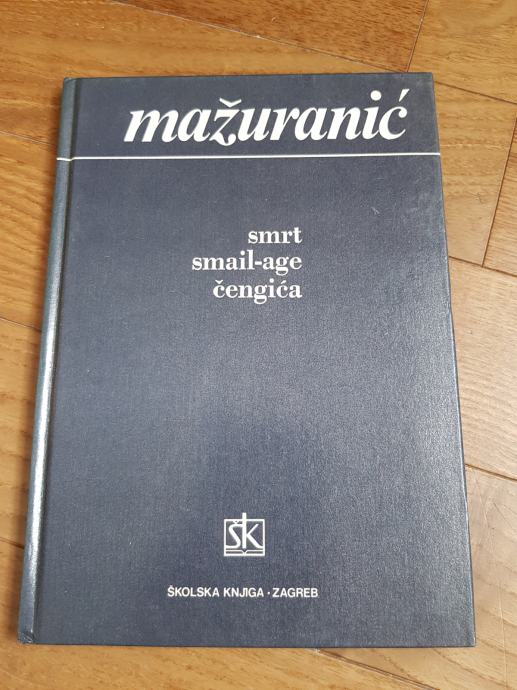 mažuranić
smrt
smail-age
čengića
šk
ŠKOLSKA KNJIGA · ZAGREB